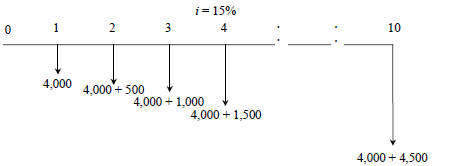 i = 15%
0 1 2 3 4 : : 10
4,000
4,000 + 500
4,000 + 1,000
4,000 + 1,500
4,000 + 4,500